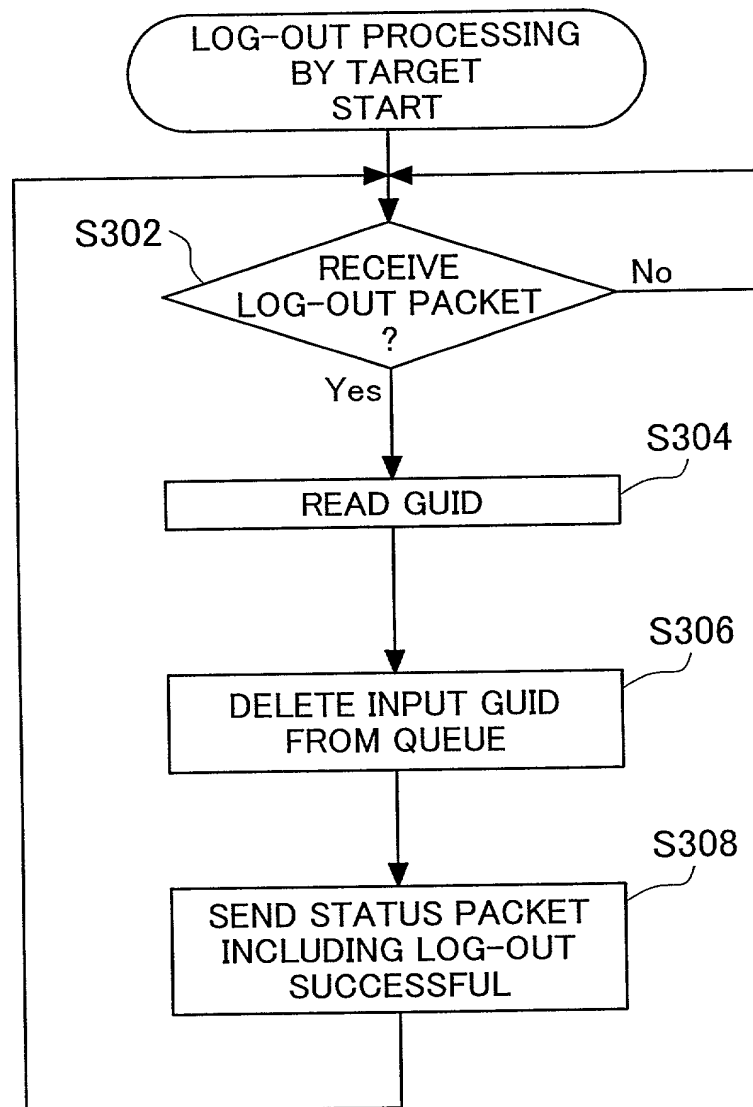 LOG-OUT PROCESSING
BY TARGET
START
S302
RECEIVE
LOG-OUT PACKET
?
No
Yes
S304
READ GUID
S306
DELETE INPUT GUID
FROM QUEUE
S308
SEND STATUS PACKET
INCLUDING LOG-OUT
SUCCESSFUL